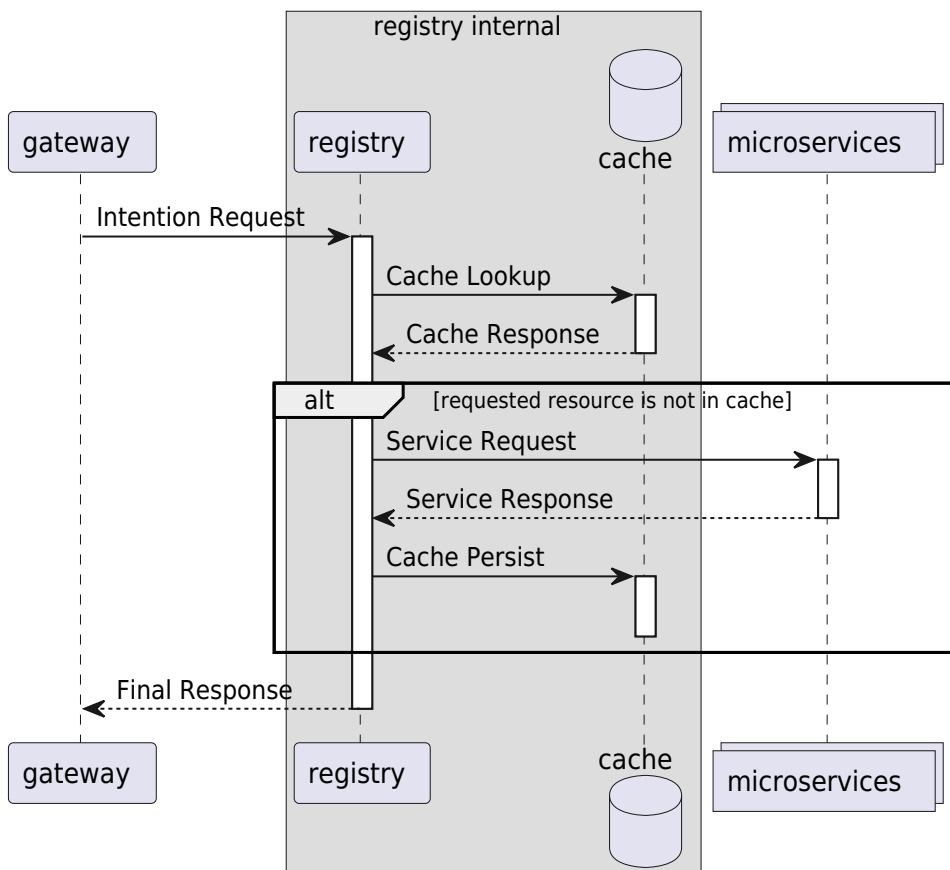 registry internal
gateway
registry
cache
microservices
Intention Request
Cache Lookup
Cache Response
alt
[requested resource is not in cache]
Service Request
Service Response
Cache Persist
Final Response
gateway
registry
cache
microservices